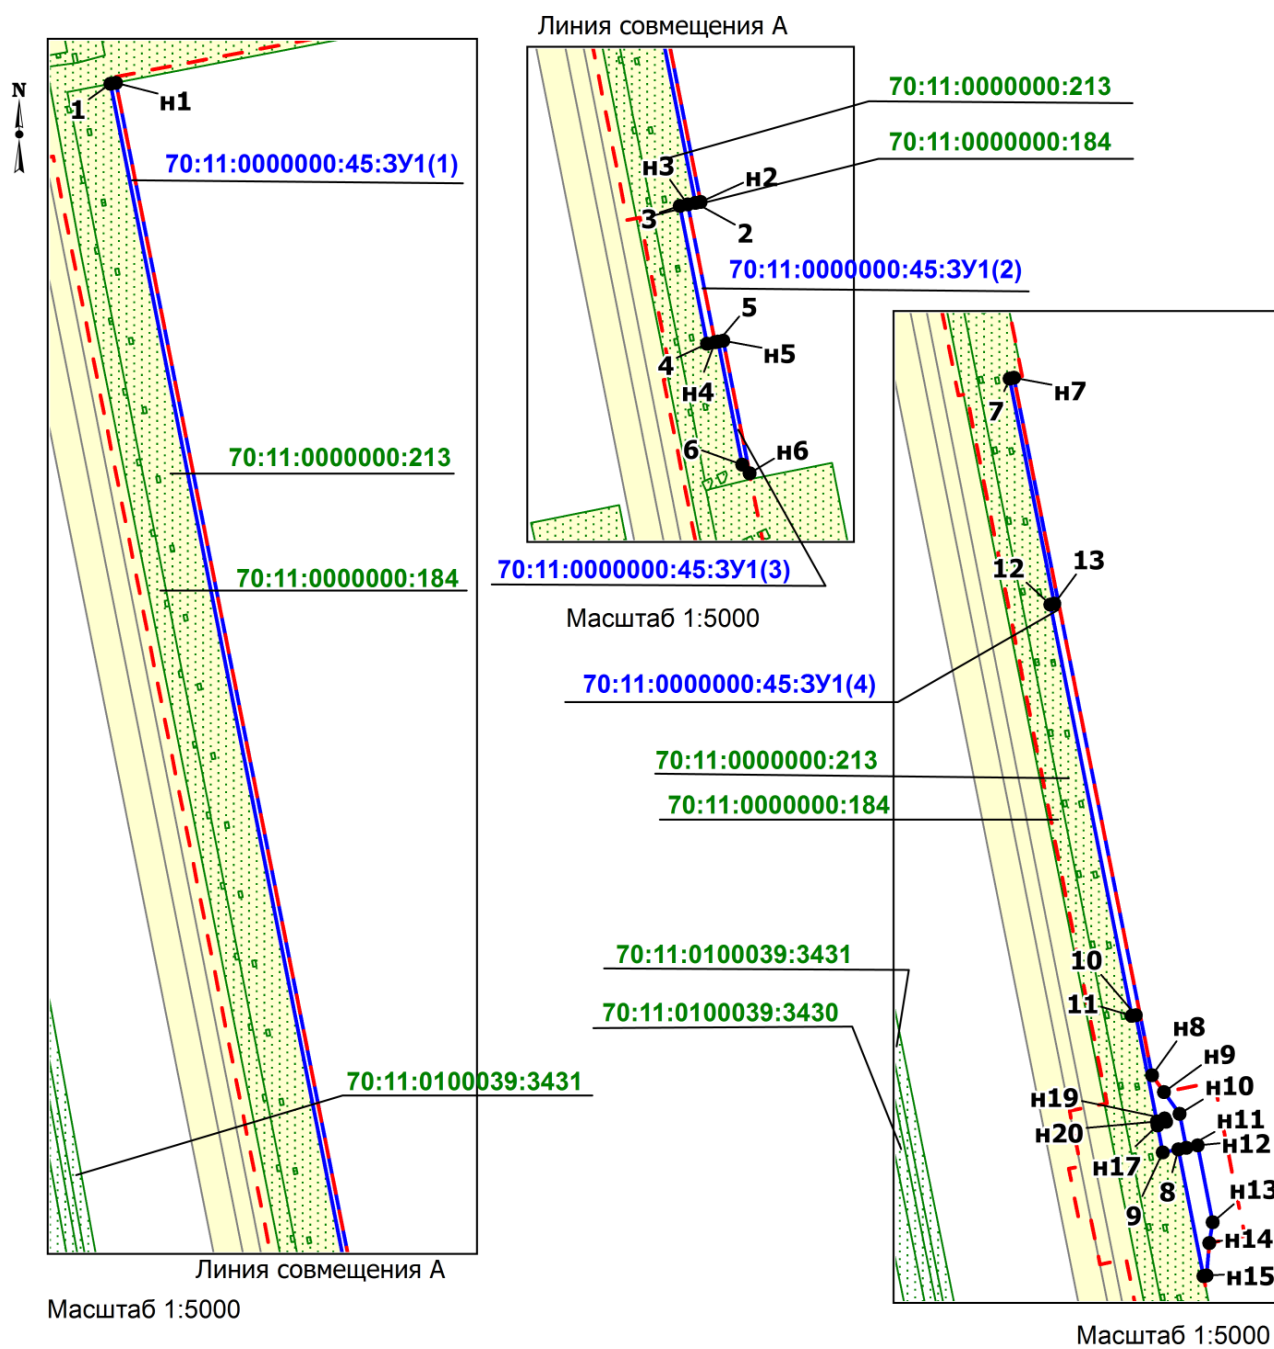 Линия совмещения А
N
1
н1
70:11:0000000:45:ЗУ1(1)
70:11:0000000:213
70:11:0000000:184
70:11:0100039:3431
Линия совмещения А
Масштаб 1:5000
70:11:0000000:213
70:11:0000000:184
н3
н2
3
2
70:11:0000000:45:ЗУ1(2)
5
н5
4
н4
6
н6
70:11:0000000:45:ЗУ1(3)
Масштаб 1:5000
7
н7
12
13
70:11:0000000:45:ЗУ1(4)
70:11:0000000:213
70:11:0000000:184
70:11:0100039:3431
70:11:0100039:3430
10
11
н8
н9
н10
н19
н11
н20
н12
н17
8
9
н13
н14
н15
Масштаб 1:5000